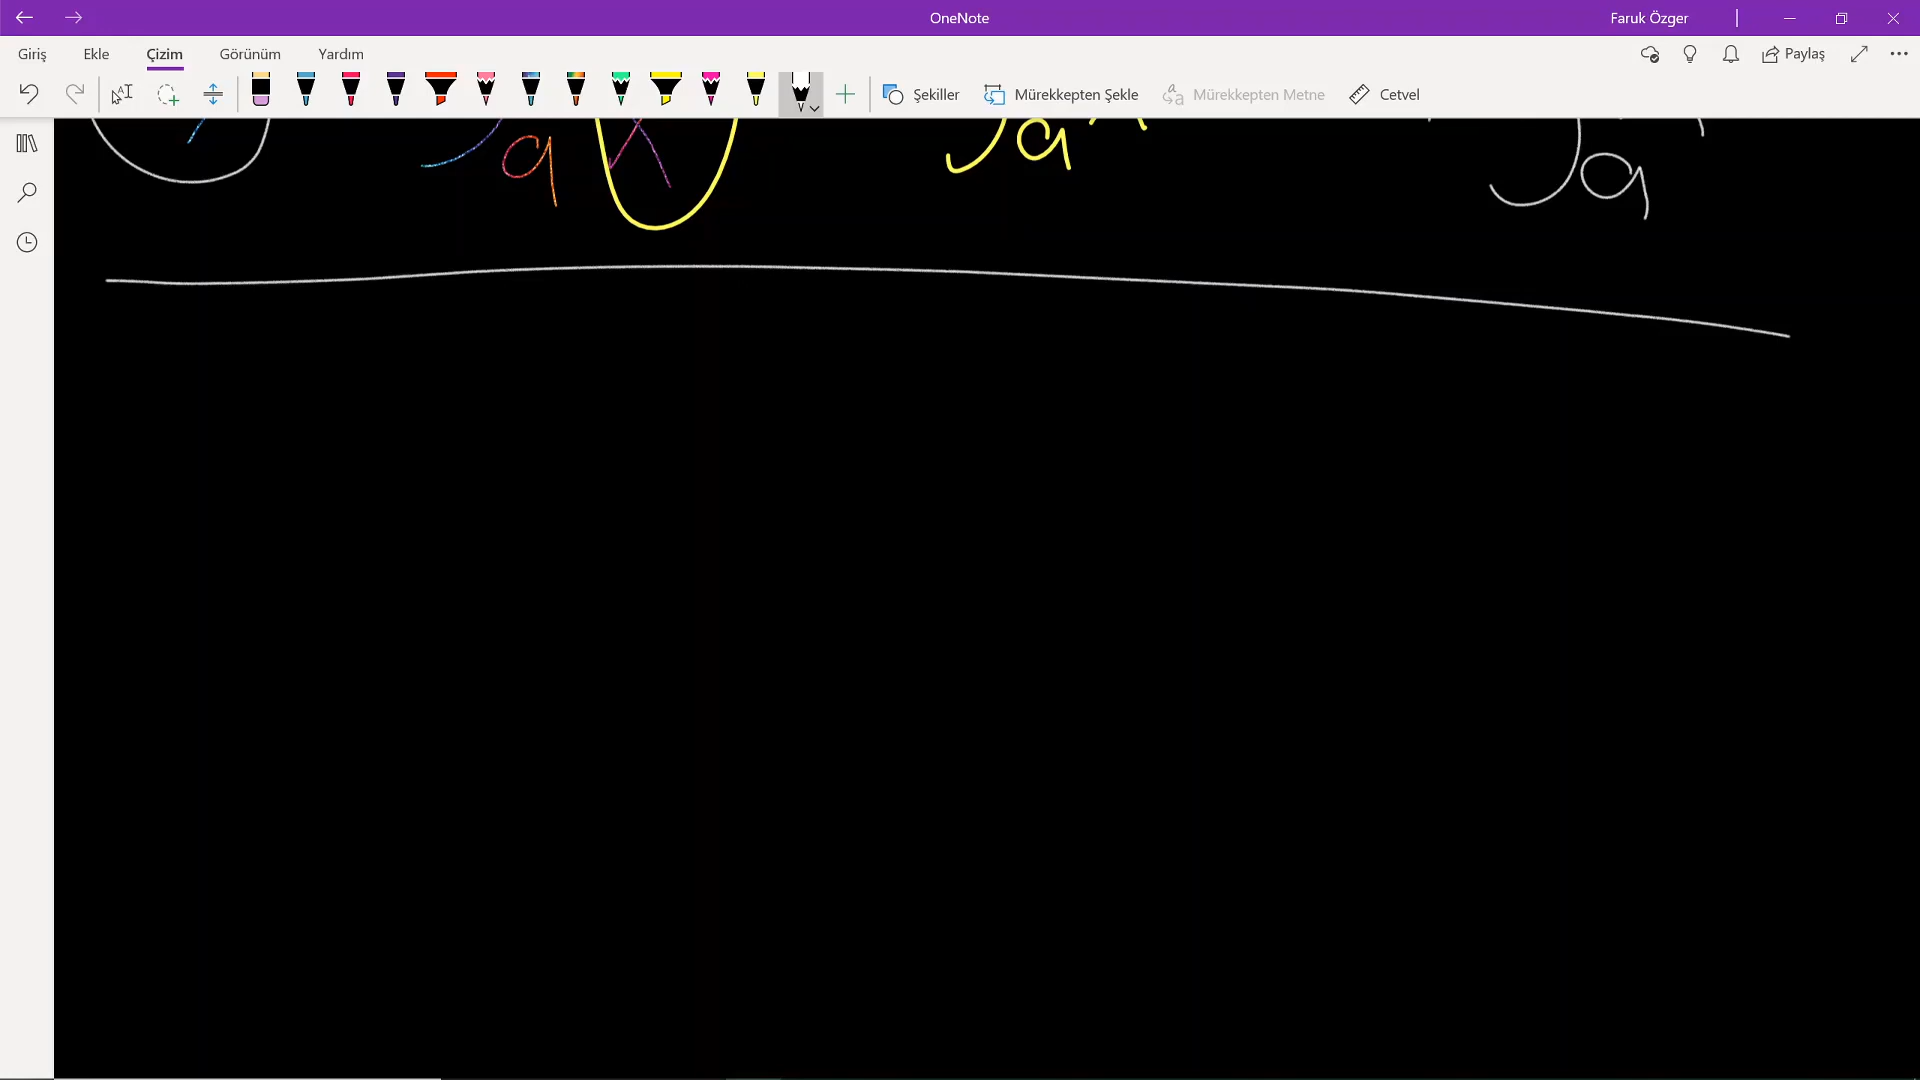 OneNote
Faruk Özger
Giriş Ekle Çizim Görünüm Yardım
Paylaş
Şekiller Mürekkepten Şekle Mürekkepten Metne Cetvel
a a a